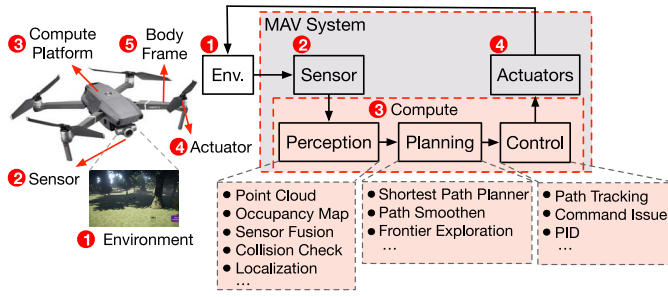 3 Compute
Platform
5 Body
Frame
4 Actuator
2 Sensor
1 Environment
MAV System
1
Env.
2
Sensor
4
Actuators
3 Compute
Perception
Planning
Control
● Point Cloud
● Occupancy Map
● Sensor Fusion
● Collision Check
● Localization
...
● Shortest Path Planner
● Path Smoothen
● Frontier Exploration
...
● Path Tracking
● Command Issue
● PID
...